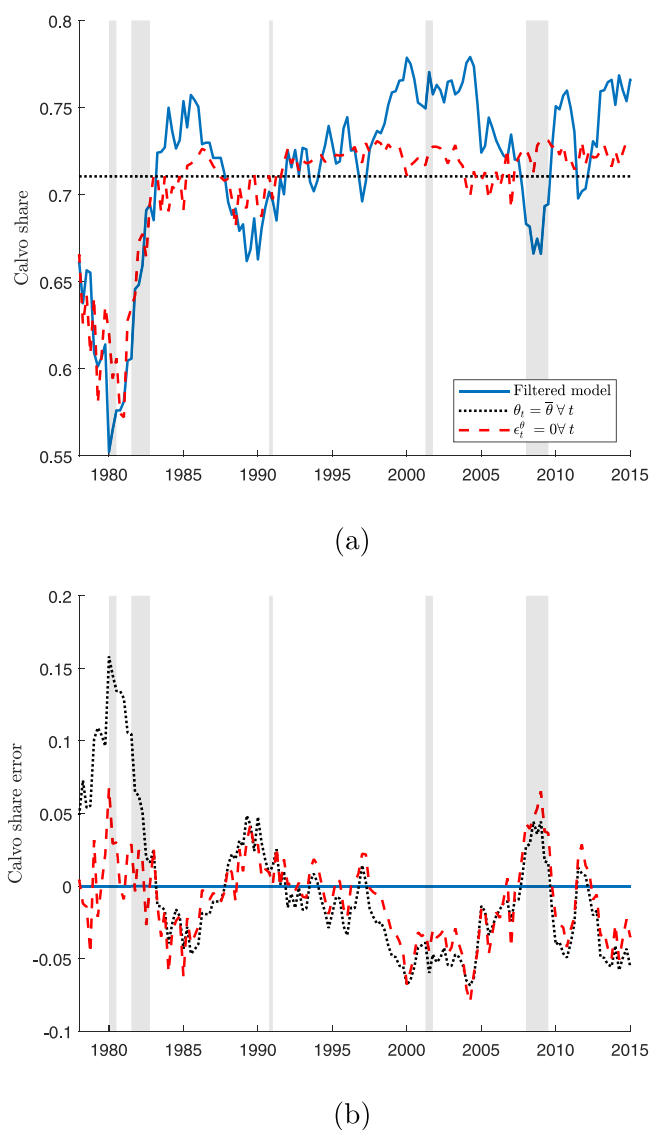 0.8
0.75
0.7
0.65
0.6
0.55
Calvo share
Filtered model
θ_t = θ̅ ∀ t
ϵ_t^θ = 0∀ t
1980 1985 1990 1995 2000 2005 2010 2015
(a)
0.2
0.15
0.1
0.05
0
-0.05
-0.1
Calvo share error
1980 1985 1990 1995 2000 2005 2010 2015
(b)